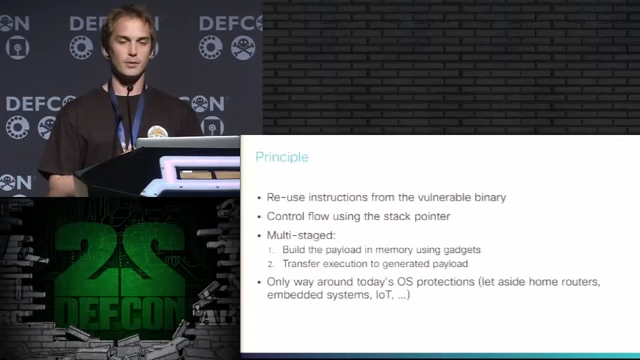 DEFCON
DEFCON
DEFCON
Principle
• Re-use instructions from the vulnerable binary
• Control flow using the stack pointer
• Multi-staged:
1. Build the payload in memory using gadgets
2. Transfer execution to generated payload
• Only way around today's OS protections (let aside home routers,
embedded systems, IoT, ...)
22
DEFCON